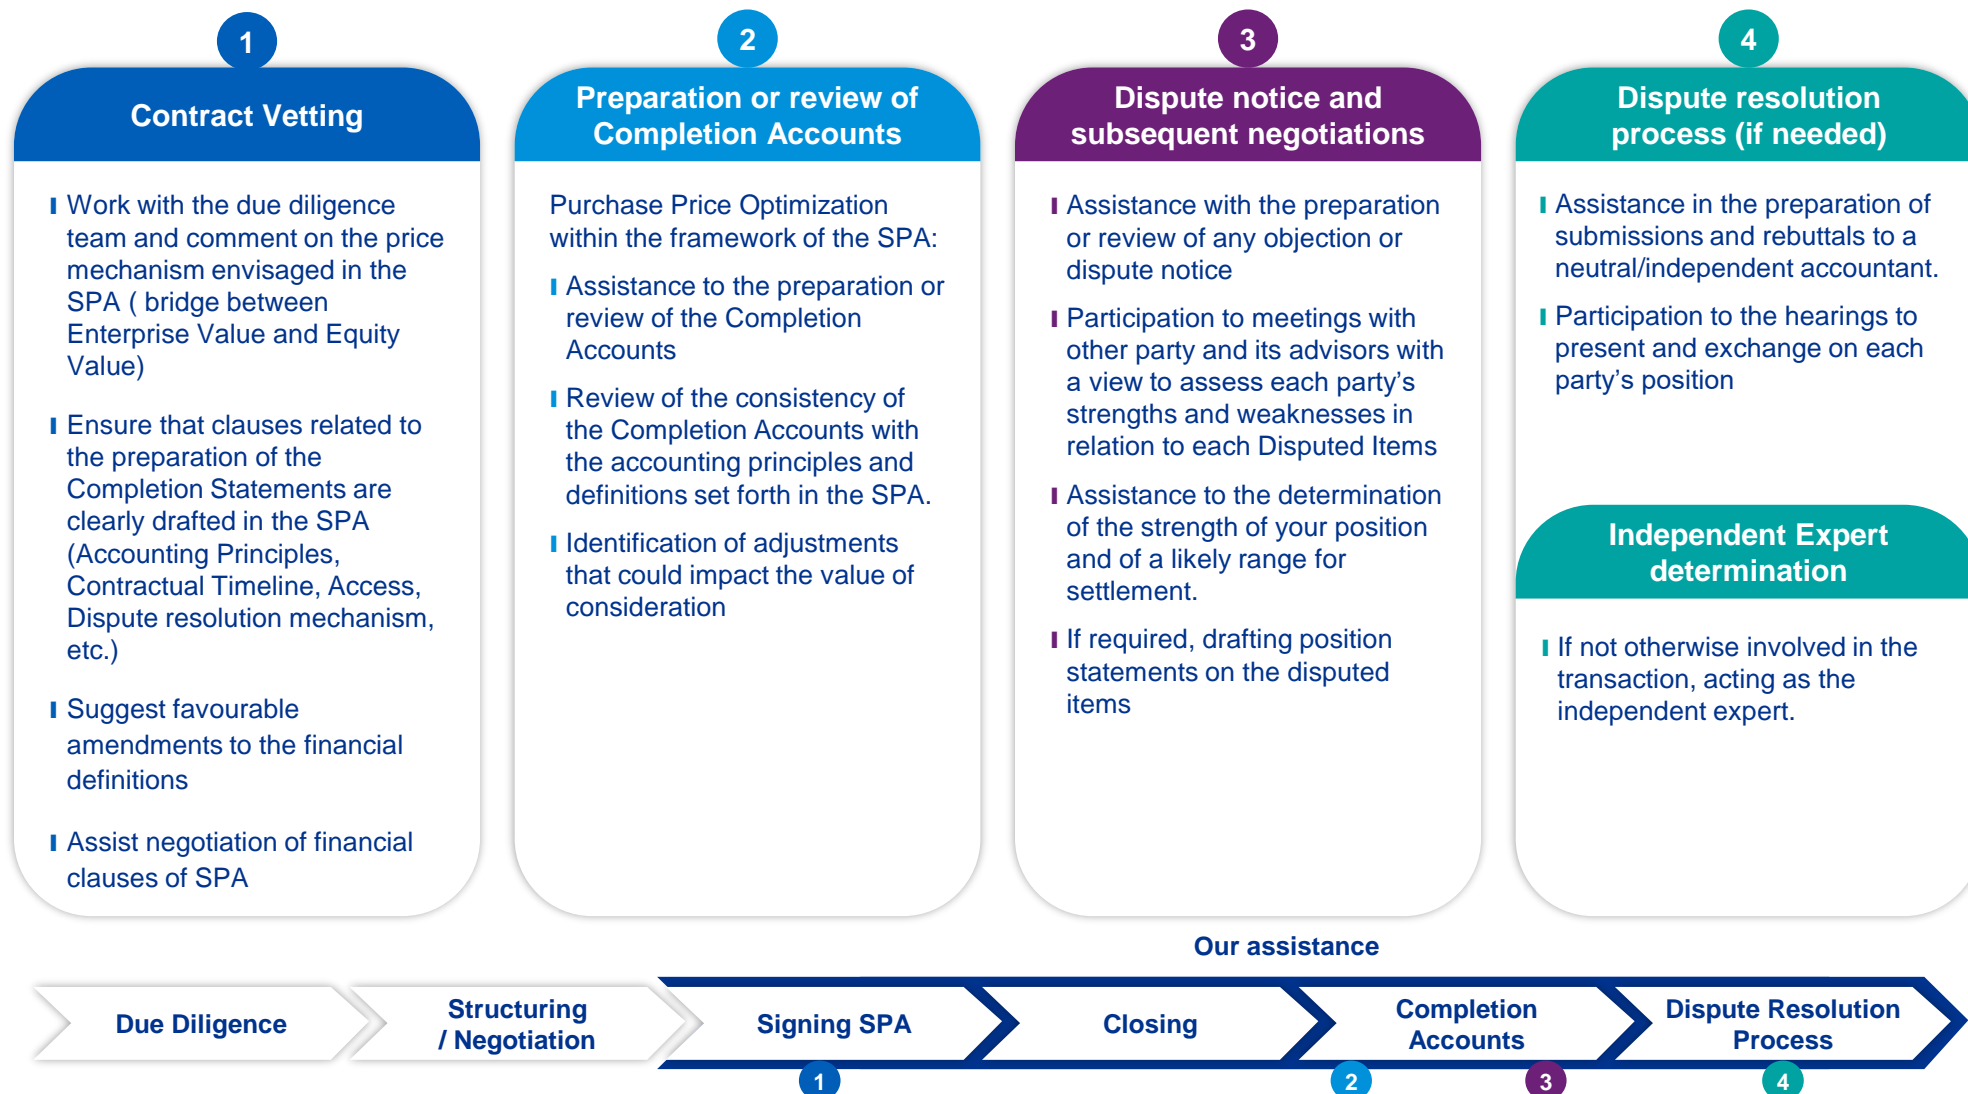 1
Contract Vetting
Work with the due diligence
team and comment on the price
mechanism envisaged in the
SPA ( bridge between
Enterprise Value and Equity
Value)
Ensure that clauses related to
the preparation of the
Completion Statements are
clearly drafted in the SPA
(Accounting Principles,
Contractual Timeline, Access,
Dispute resolution mechanism,
etc.)
Suggest favourable
amendments to the financial
definitions
Assist negotiation of financial
clauses of SPA
2
Preparation or review of
Completion Accounts
Purchase Price Optimization
within the framework of the SPA:
Assistance to the preparation or
review of the Completion
Accounts
Review of the consistency of
the Completion Accounts with
the accounting principles and
definitions set forth in the SPA.
Identification of adjustments
that could impact the value of
consideration
3
Dispute notice and
subsequent negotiations
Assistance with the preparation
or review of any objection or
dispute notice
Participation to meetings with
other party and its advisors with
a view to assess each party’s
strengths and weaknesses in
relation to each Disputed Items
Assistance to the determination
of the strength of your position
and of a likely range for
settlement.
If required, drafting position
statements on the disputed
items
4
Dispute resolution
process (if needed)
Assistance in the preparation of
submissions and rebuttals to a
neutral/independent accountant.
Participation to the hearings to
present and exchange on each
party’s position
Independent Expert
determination
If not otherwise involved in the
transaction, acting as the
independent expert.
Our assistance
Due Diligence
Structuring
/ Negotiation
Signing SPA
Closing
Completion
Accounts
Dispute Resolution
Process
1
2
3
4